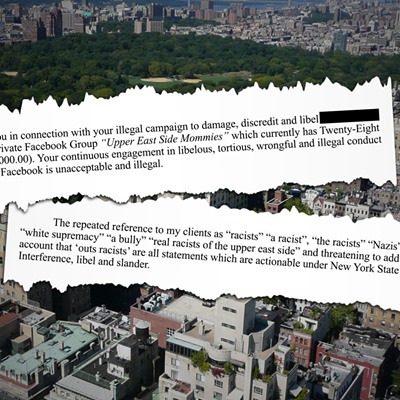 ou in connection with your illegal campaign to damage, discredit and libel
rivate Facebook Group "Upper East Side Mommies" which currently has Twenty-Eight
000.00). Your continuous engagement in libelous, tortious, wrongful and illegal conduct
Facebook is unacceptable and illegal.
The repeated reference to my clients as "racists" "a racist", "the racists" "Nazis"
"white supremacy" "a bully" "real racists of the upper east side" and threatening to add
account that 'outs racists' are all statements which are actionable under New York State
Interference, libel and slander.